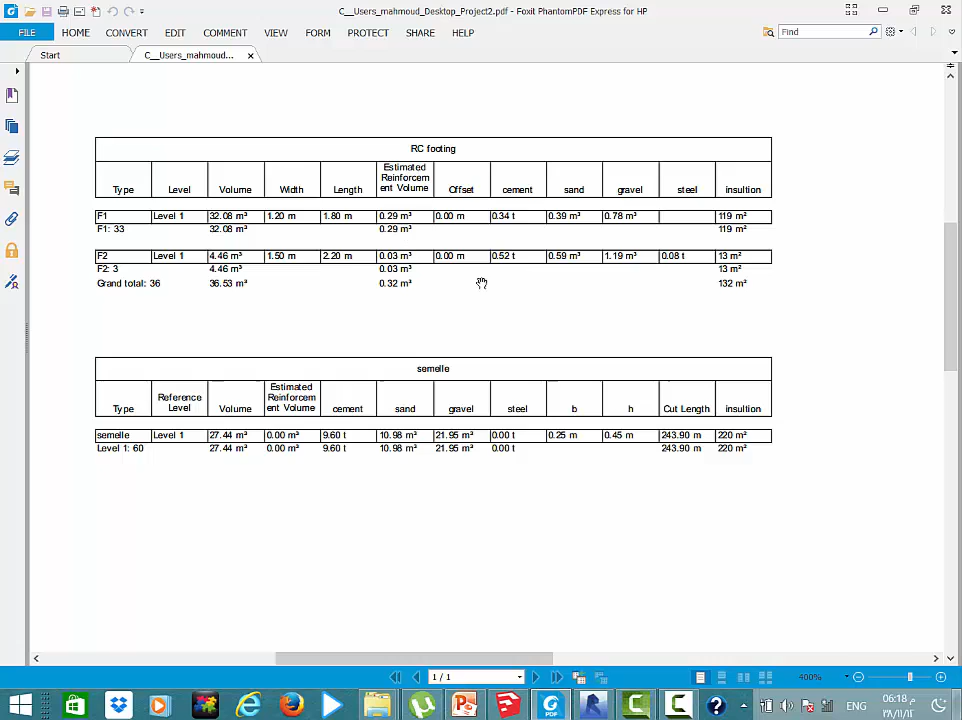 C__Users_mahmoud_Desktop_Project2.pdf - Foxit PhantomPDF Express for HP
FILE HOME CONVERT EDIT COMMENT VIEW FORM PROTECT SHARE HELP Find
Start C__Users_mahmoud...
RC footing
Type Level Volume Width Length Estimated Reinforcem ent Volume Offset cement sand gravel steel insultion
F1 Level 1 32.08 m³ 1.20 m 1.80 m 0.29 m³ 0.00 m 0.34 t 0.39 m³ 0.78 m³ 119 m²
F1: 33 32.08 m³ 0.29 m³ 119 m²
F2 Level 1 4.46 m³ 1.50 m 2.20 m 0.03 m³ 0.00 m 0.52 t 0.59 m³ 1.19 m³ 0.08 t 13 m²
F2: 3 4.46 m³ 0.03 m³ 13 m²
Grand total: 36 36.53 m³ 0.32 m³ 132 m²
semelle
Type Reference Level Volume Estimated Reinforcem ent Volume cement sand gravel steel b h Cut Length insultion
semelle Level 1 27.44 m³ 0.00 m³ 9.60 t 10.98 m³ 21.95 m³ 0.00 t 0.25 m 0.45 m 243.90 m 220 m²
Level 1: 60 27.44 m³ 0.00 m³ 9.60 t 10.98 m³ 21.95 m³ 0.00 t 243.90 m 220 m²
1 / 1 400%
ENG 06:18 م